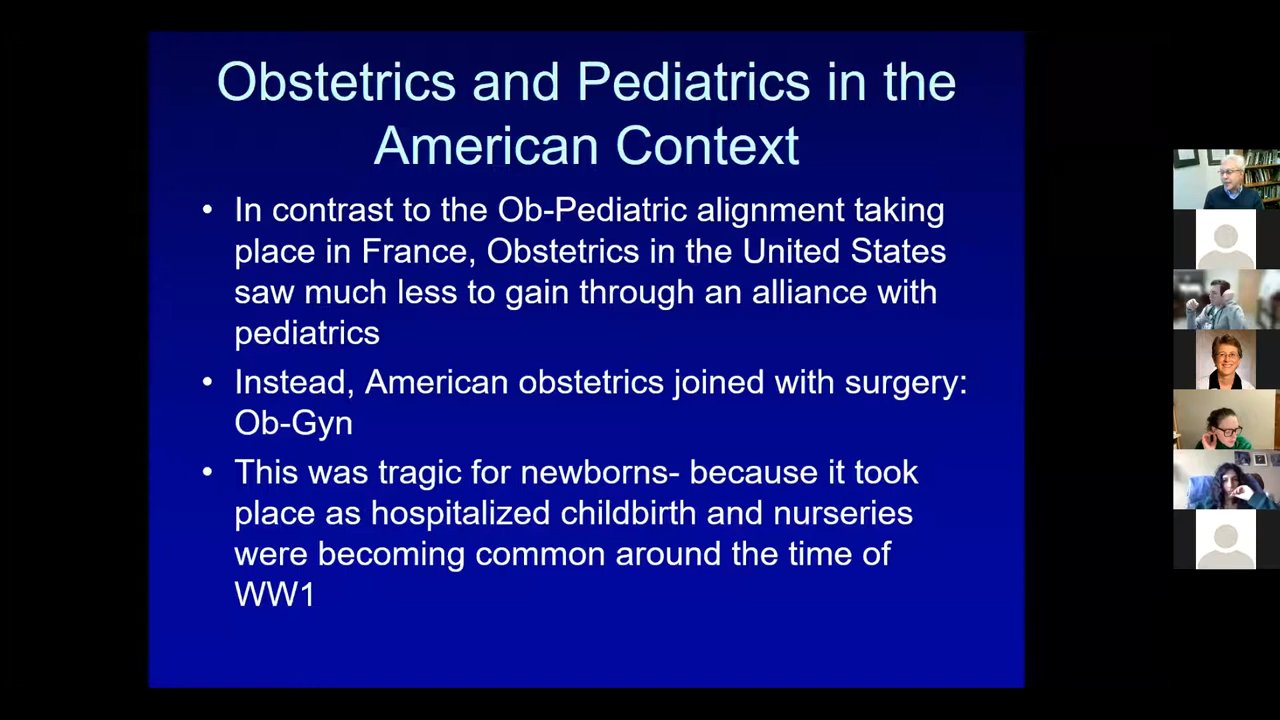 Obstetrics and Pediatrics in the
American Context
• In contrast to the Ob-Pediatric alignment taking
place in France, Obstetrics in the United States
saw much less to gain through an alliance with
pediatrics
• Instead, American obstetrics joined with surgery:
Ob-Gyn
• This was tragic for newborns- because it took
place as hospitalized childbirth and nurseries
were becoming common around the time of
WW1